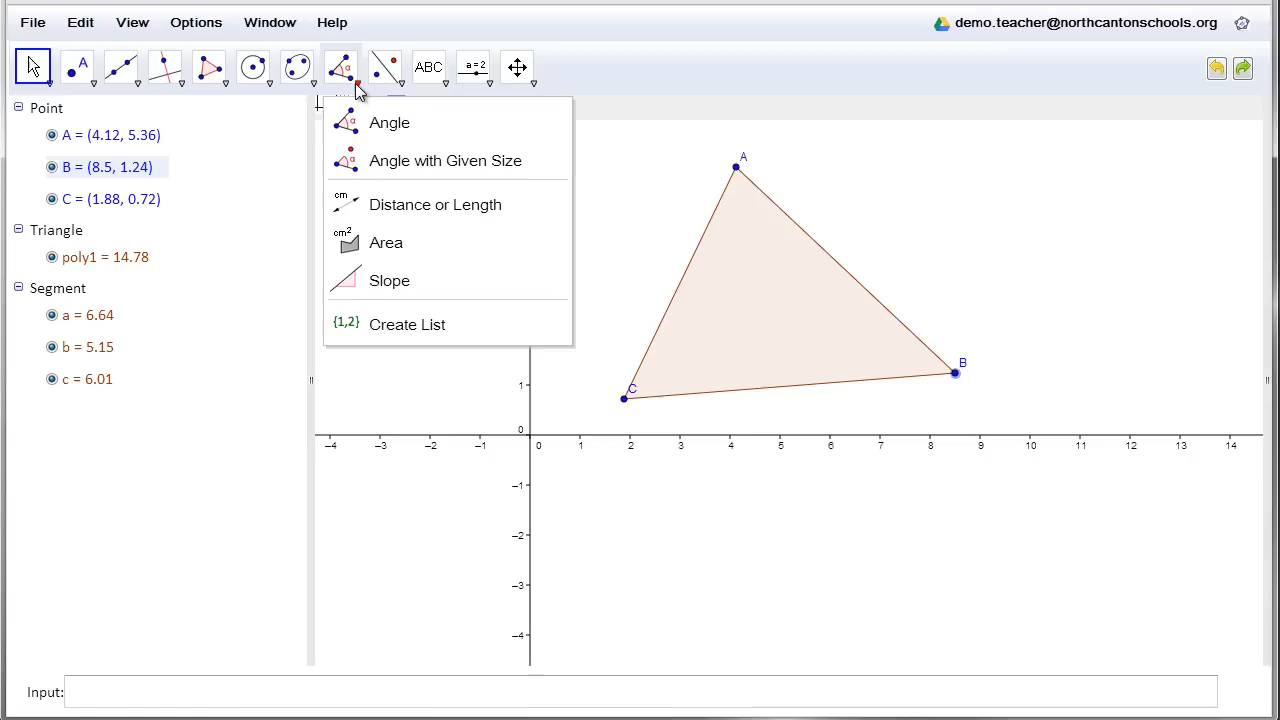 File Edit View Options Window Help demo.teacher@northcantonschools.org
A α α ABC a = 2
Point
A = (4.12, 5.36)
B = (8.5, 1.24)
C = (1.88, 0.72)
Triangle
poly1 = 14.78
Segment
a = 6.64
b = 5.15
c = 6.01
α Angle
α Angle with Given Size
cm Distance or Length
cm² Area
Slope
{1,2} Create List
A
B
C
1
0
–4 –3 –2 –1 0 1 2 3 4 5 6 7 8 9 10 11 12 13 14
–1
–2
–3
–4
Input: